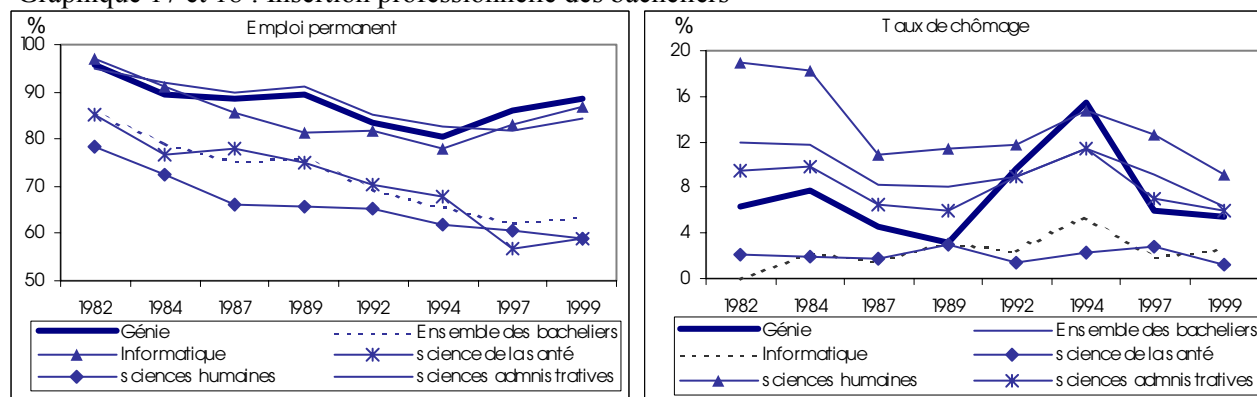 Graphique 17 et 18 : Insertion professionnelle des bacheliers
Emploi permanent
%
100
90
80
70
60
50
1982 1984 1987 1989 1992 1994 1997 1999
Génie Ensemble des bacheliers
Informatique science de la santé
sciences humaines sciences admnistratives
Taux de chômage
%
20
16
12
8
4
0
1982 1984 1987 1989 1992 1994 1997 1999
Génie Ensemble des bacheliers
Informatique science de la santé
sciences humaines sciences admnistratives